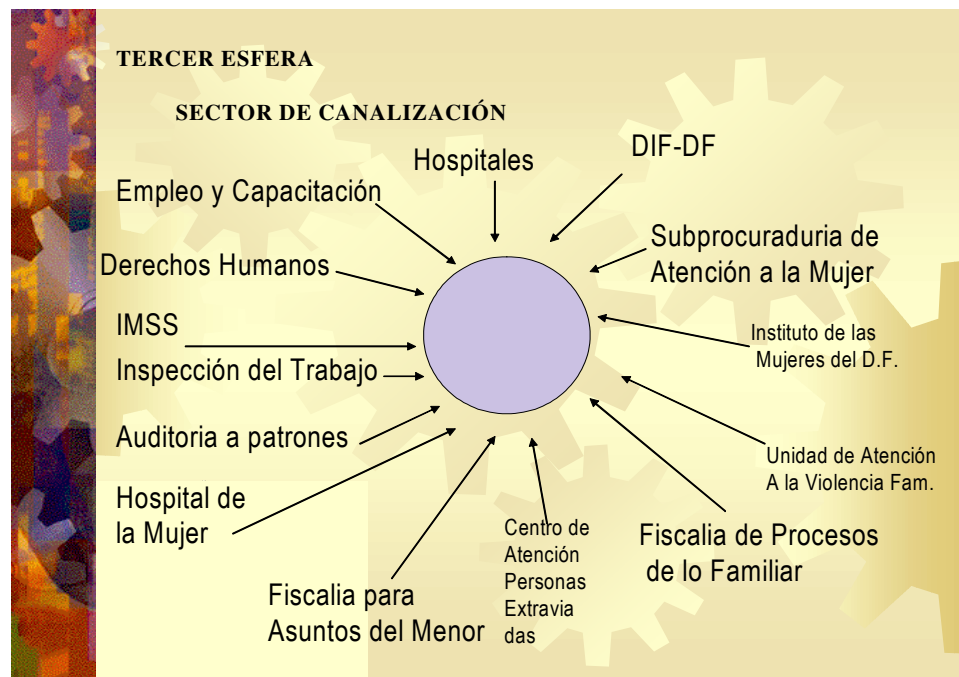 TERCER ESFERA
SECTOR DE CANALIZACIÓN
Hospitales
DIF-DF
Empleo y Capacitación
Subprocuraduria de
Atención a la Mujer
Derechos Humanos
IMSS
Instituto de las
Mujeres del D.F.
Inspección del Trabajo
Auditoria a patrones
Unidad de Atención
A la Violencia Fam.
Hospital de
la Mujer
Centro de
Atención
Personas
Extravia
das
Fiscalia de Procesos
de lo Familiar
Fiscalia para
Asuntos del Menor